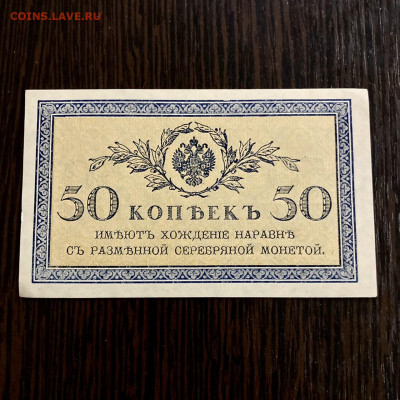 COINS.LAVE.RU
50 КОПѢЕКЪ 50
ИМѢЮТЪ ХОЖДЕНІЕ НАРАВНѢ
СЪ РАЗМѢННОЙ СЕРЕБРЯНОЙ МОНЕТОЙ.